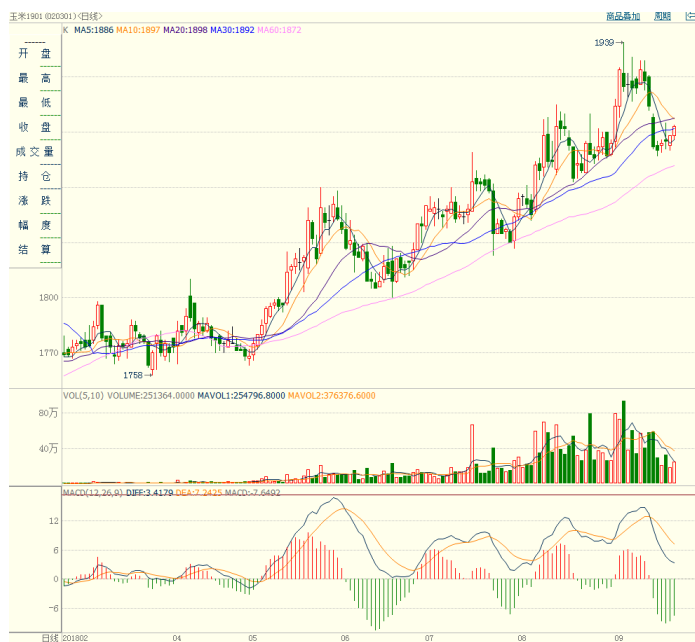 玉米1901 (020301) <日线> 商品叠加 周期
K MA5:1886 MA10:1897 MA20:1898 MA30:1892 MA60:1872
1939
开 盘
最 高
最 低
收 盘
成 交 量
持 仓
涨 跌
幅 度
结 算
1800
1770
1758
VOL(5,10) VOLUME:251364.0000 MAVOL1:254796.8000 MAVOL2:376376.6000
80万
40万
MACD(12,26,9) DIFF:3.4179 DEA:7.2425 MACD:-7.6492
12
6
0
-6
日线 201802 04 05 06 07 08 09